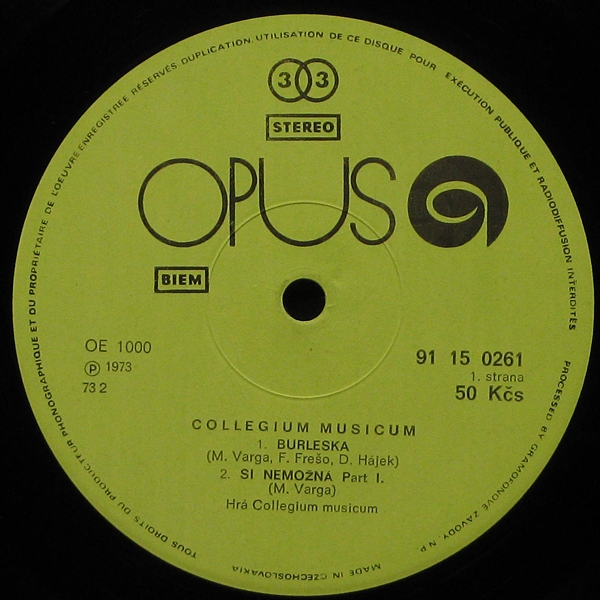 TOUS DROITS DU PRODUCTEUR PHONOGRAPHIQUE ET DU PROPRIÉTAIRE DE L'OEUVRE ENREGISTRÉE RÉSERVÉS. DUPLICATION, UTILISATION DE CE DISQUE POUR EXÉCUTION PUBLIQUE ET RADIODIFFUSION INTERDITES
33
STEREO
OPUS
BIEM
OE 1000
Ⓟ 1973
73 2
91 15 0261
1. strana
50 Kčs
COLLEGIUM MUSICUM
1. BURLESKA
(M. Varga, F. Frešo, D. Hájek)
2. SI NEMOŽNÁ Part I.
(M. Varga)
Hrá Collegium musicum
PROCESSED BY GRAMOFONOVÉ ZÁVODY, N.P.
MADE IN CZECHOSLOVAKIA